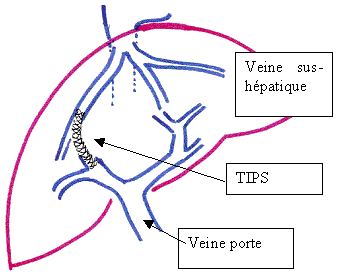 Veine sus-
hépatique
TIPS
Veine porte